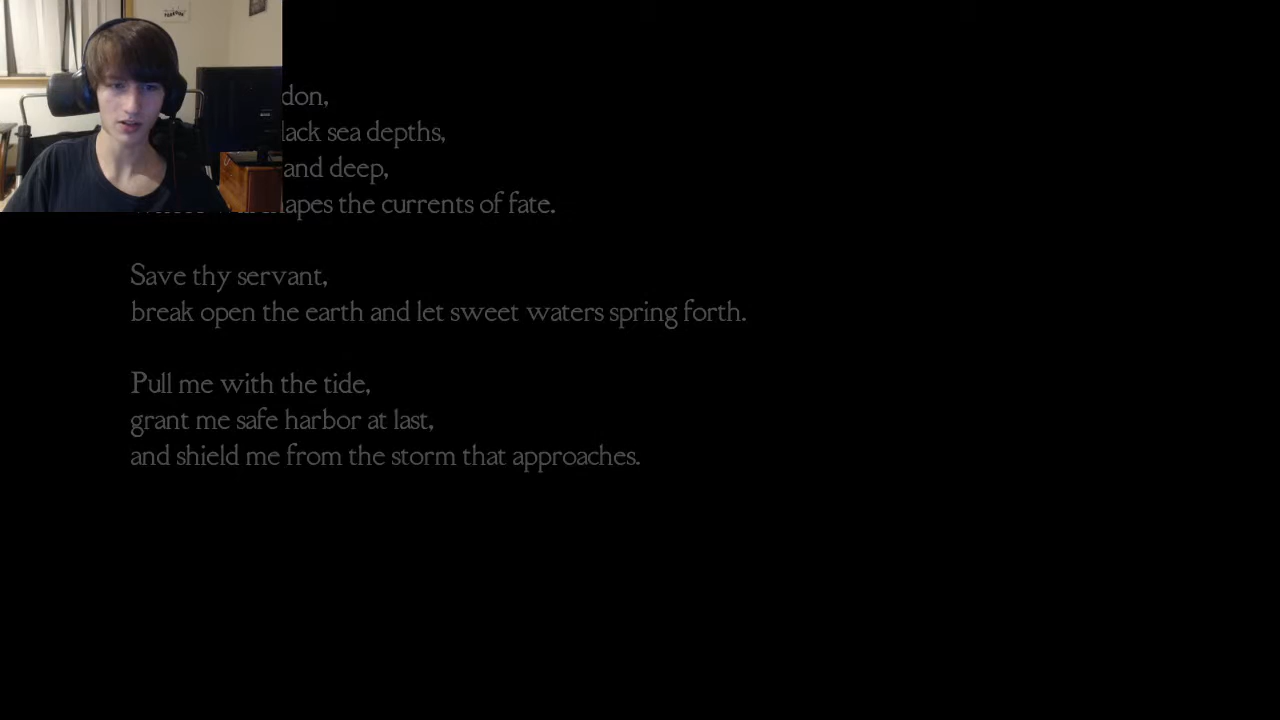 don,
lack sea depths,
and deep,
hapes the currents of fate.
Save thy servant,
break open the earth and let sweet waters spring forth.
Pull me with the tide,
grant me safe harbor at last,
and shield me from the storm that approaches.